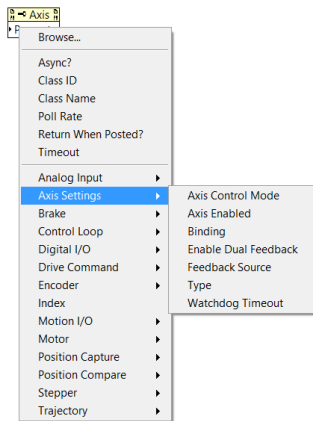 Axis
Browse...
Async?
Class ID
Class Name
Poll Rate
Return When Posted?
Timeout
Analog Input
Axis Settings
Brake
Control Loop
Digital I/O
Drive Command
Encoder
Index
Motion I/O
Motor
Position Capture
Position Compare
Stepper
Trajectory
Axis Control Mode
Axis Enabled
Binding
Enable Dual Feedback
Feedback Source
Type
Watchdog Timeout